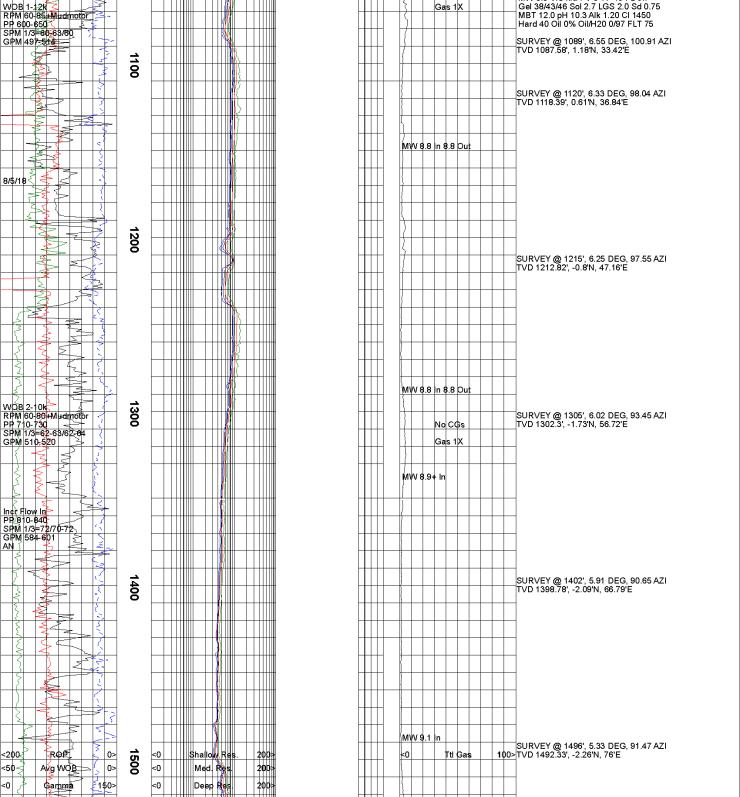 WOB 1-12k
RPM 60-85+Mudmotor
PP 600-650
SPM 1/3=60-63/60
GPM 497-514
Gas 1X
Gel 38/43/46 Sol 2.7 LGS 2.0 Sd 0.75
MBT 12.0 pH 10.3 Alk 1.20 Cl 1450
Hard 40 Oil 0% Oil/H20 0/97 FLT 75
SURVEY @ 1089', 6.55 DEG, 100.91 AZI
TVD 1087.58', 1.18'N, 33.42'E
1100
SURVEY @ 1120', 6.33 DEG, 98.04 AZI
TVD 1118.39', 0.61'N, 36.84'E
MW 8.8 In 8.8 Out
8/5/18
1200
SURVEY @ 1215', 6.25 DEG, 97.55 AZI
TVD 1212.82', -0.8'N, 47.16'E
MW 8.8 In 8.8 Out
WOB 2-10k
RPM 60-80+Mudmotor
PP 710-730
SPM 1/3=62-63/62-64
GPM 510-520
1300
No CGs
Gas 1X
SURVEY @ 1305', 6.02 DEG, 93.45 AZI
TVD 1302.3', -1.73'N, 56.72'E
MW 8.9+ In
Incr Flow In
PP 810-840
SPM 1/3=72/70-72
GPM 584-601
AN
1400
SURVEY @ 1402', 5.91 DEG, 90.65 AZI
TVD 1398.78', -2.09'N, 66.79'E
MW 9.1 In
SURVEY @ 1496', 5.33 DEG, 91.47 AZI
TVD 1492.33', -2.26'N, 76'E
1500
<200 ROP 0>
<50 Avg WOB 0>
<0 Gamma 150>
<0 Shallow Res. 200>
<0 Med. Res. 200>
<0 Deep Res. 200>
<0 Ttl Gas 100>